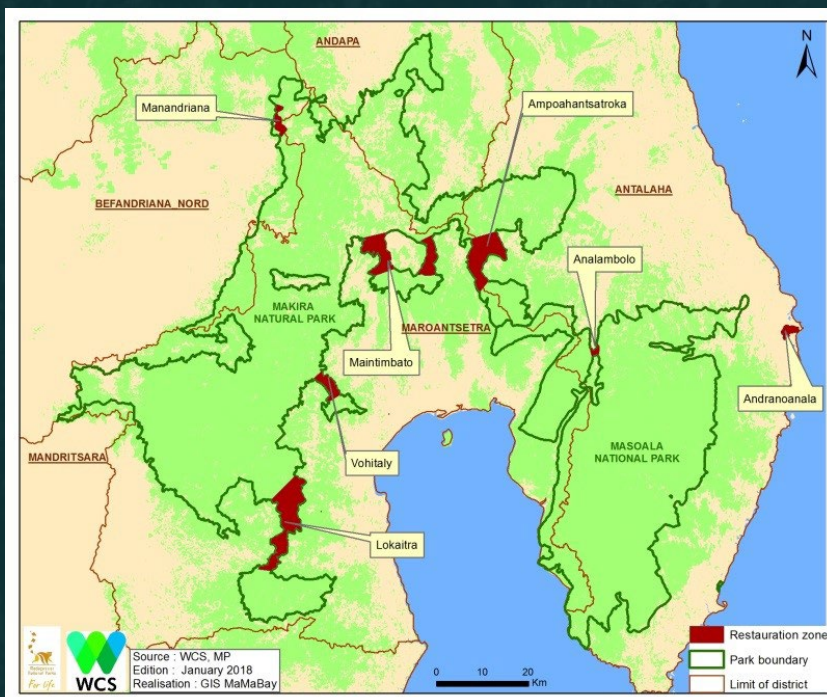 ANDAPA
N
Manandriana
Ampoahantsatroka
ANTALAHA
BEFANDRIANA_NORD
Analambolo
MAKIRA
NATURAL PARK
MAROANTSETRA
Maintimbato
Andranoanala
MASOALA
NATIONAL PARK
MANDRITSARA
Vohitaly
Lokaitra
For life
WCS
Source : WCS, MP
Edition : January 2018
Realisation : GIS MaMaBay
0 10 20
Km
Restauration zone
Park boundary
Limit of district